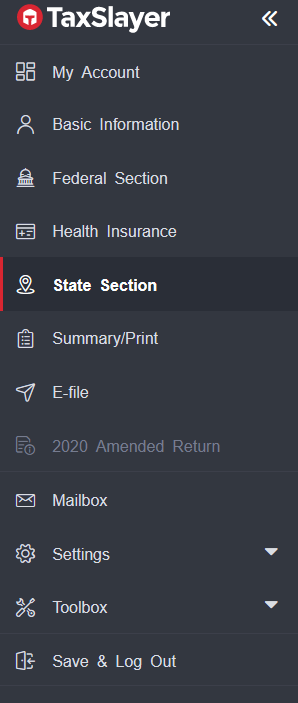 TaxSlayer
My Account
Basic Information
Federal Section
Health Insurance
State Section
Summary/Print
E-file
2020 Amended Return
Mailbox
Settings
Toolbox
Save & Log Out